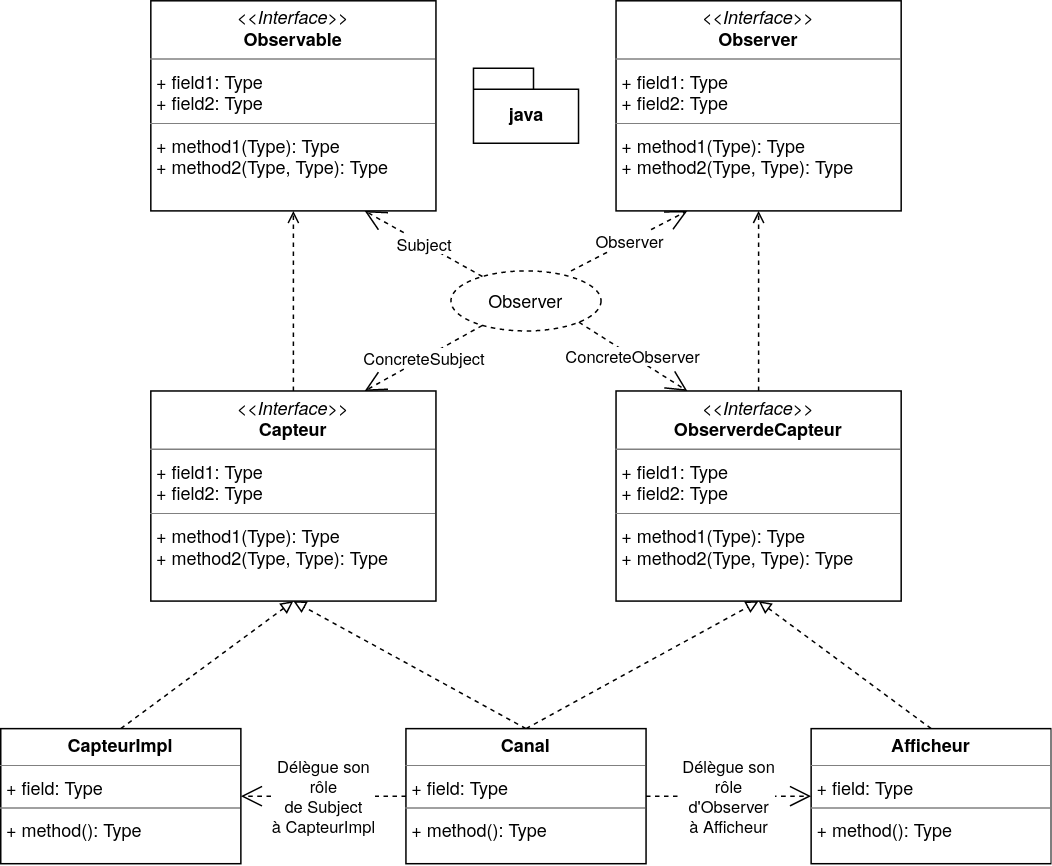 <<Interface>>
Observable
+ field1: Type
+ field2: Type
+ method1(Type): Type
+ method2(Type, Type): Type
java
<<Interface>>
Observer
+ field1: Type
+ field2: Type
+ method1(Type): Type
+ method2(Type, Type): Type
Subject
Observer
Observer
ConcreteSubject
ConcreteObserver
<<Interface>>
Capteur
+ field1: Type
+ field2: Type
+ method1(Type): Type
+ method2(Type, Type): Type
<<Interface>>
ObserverdeCapteur
+ field1: Type
+ field2: Type
+ method1(Type): Type
+ method2(Type, Type): Type
CapteurImpl
+ field: Type
+ method(): Type
Délègue son
rôle
de Subject
à CapteurImpl
Canal
+ field: Type
+ method(): Type
Délègue son
rôle
d'Observer
à Afficheur
Afficheur
+ field: Type
+ method(): Type